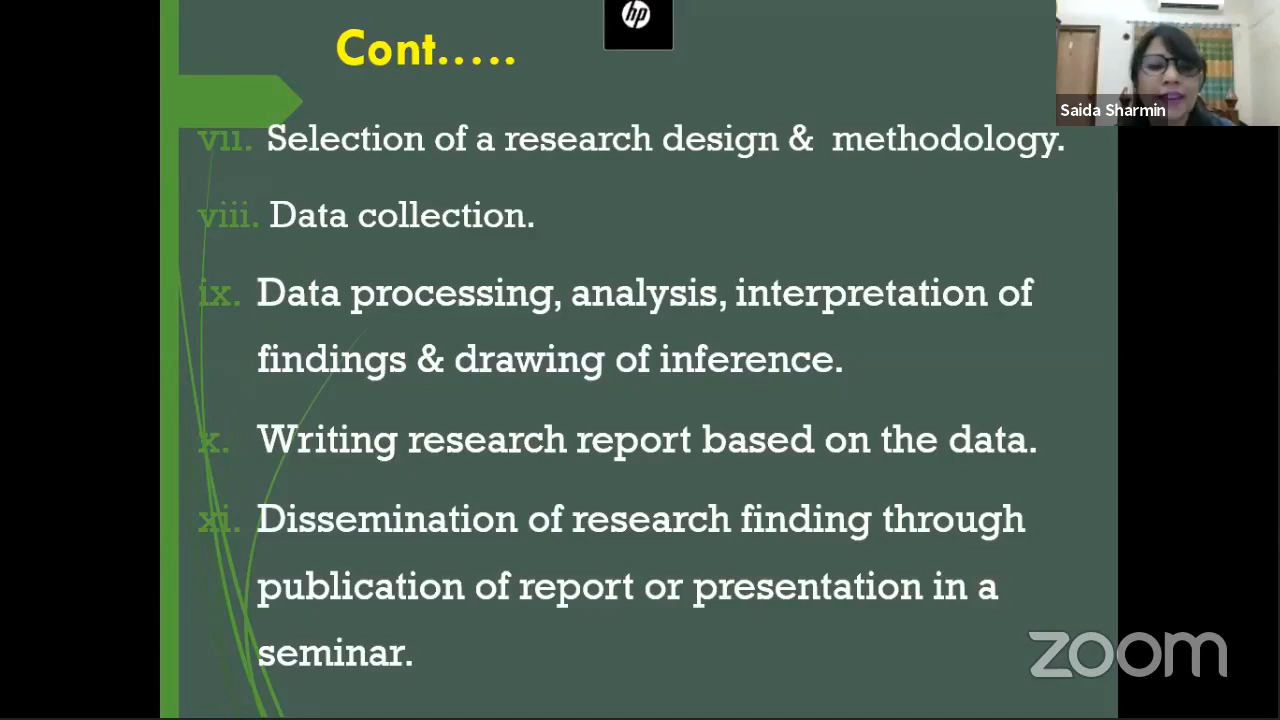 hp
Cont.....
Saida Sharmin
vii. Selection of a research design & methodology.
viii. Data collection.
ix. Data processing, analysis, interpretation of
findings & drawing of inference.
x. Writing research report based on the data.
xi. Dissemination of research finding through
publication of report or presentation in a
seminar.
zoom